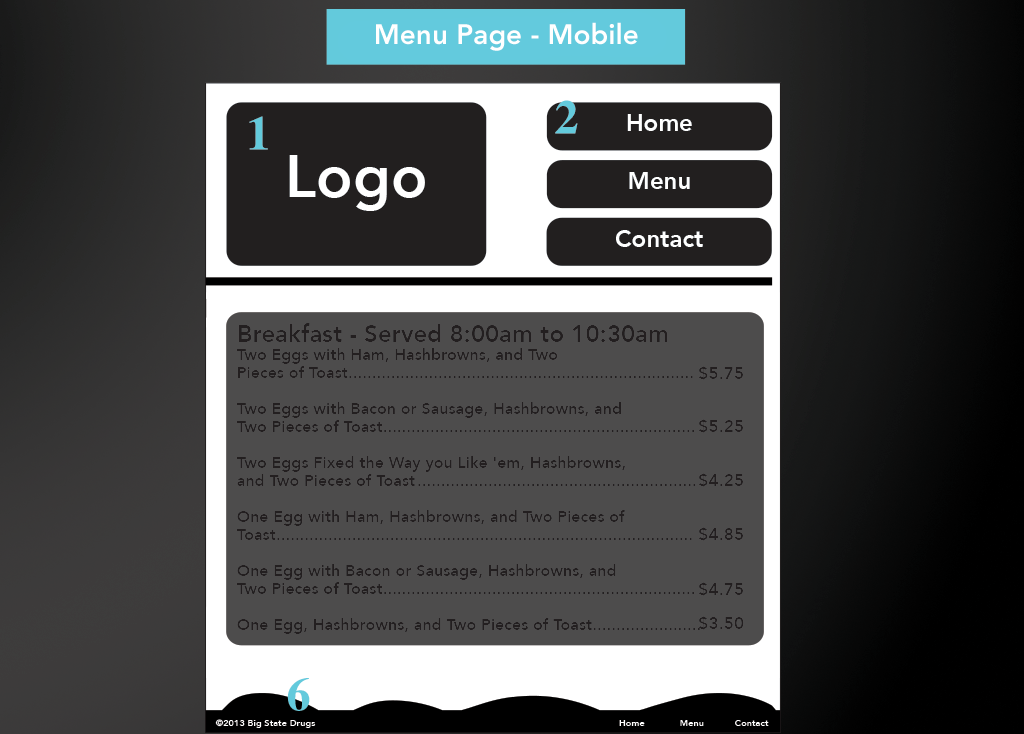 Menu Page - Mobile
1
Logo
2
Home
Menu
Contact
Breakfast - Served 8:00am to 10:30am
Two Eggs with Ham, Hashbrowns, and Two
Pieces of Toast.......................................................................... $5.75
Two Eggs with Bacon or Sausage, Hashbrowns, and
Two Pieces of Toast.................................................................. $5.25
Two Eggs Fixed the Way you Like 'em, Hashbrowns,
and Two Pieces of Toast........................................................... $4.25
One Egg with Ham, Hashbrowns, and Two Pieces of
Toast......................................................................................... $4.85
One Egg with Bacon or Sausage, Hashbrowns, and
Two Pieces of Toast.................................................................. $4.75
One Egg, Hashbrowns, and Two Pieces of Toast......................$3.50
6
©2013 Big State Drugs Home Menu Contact